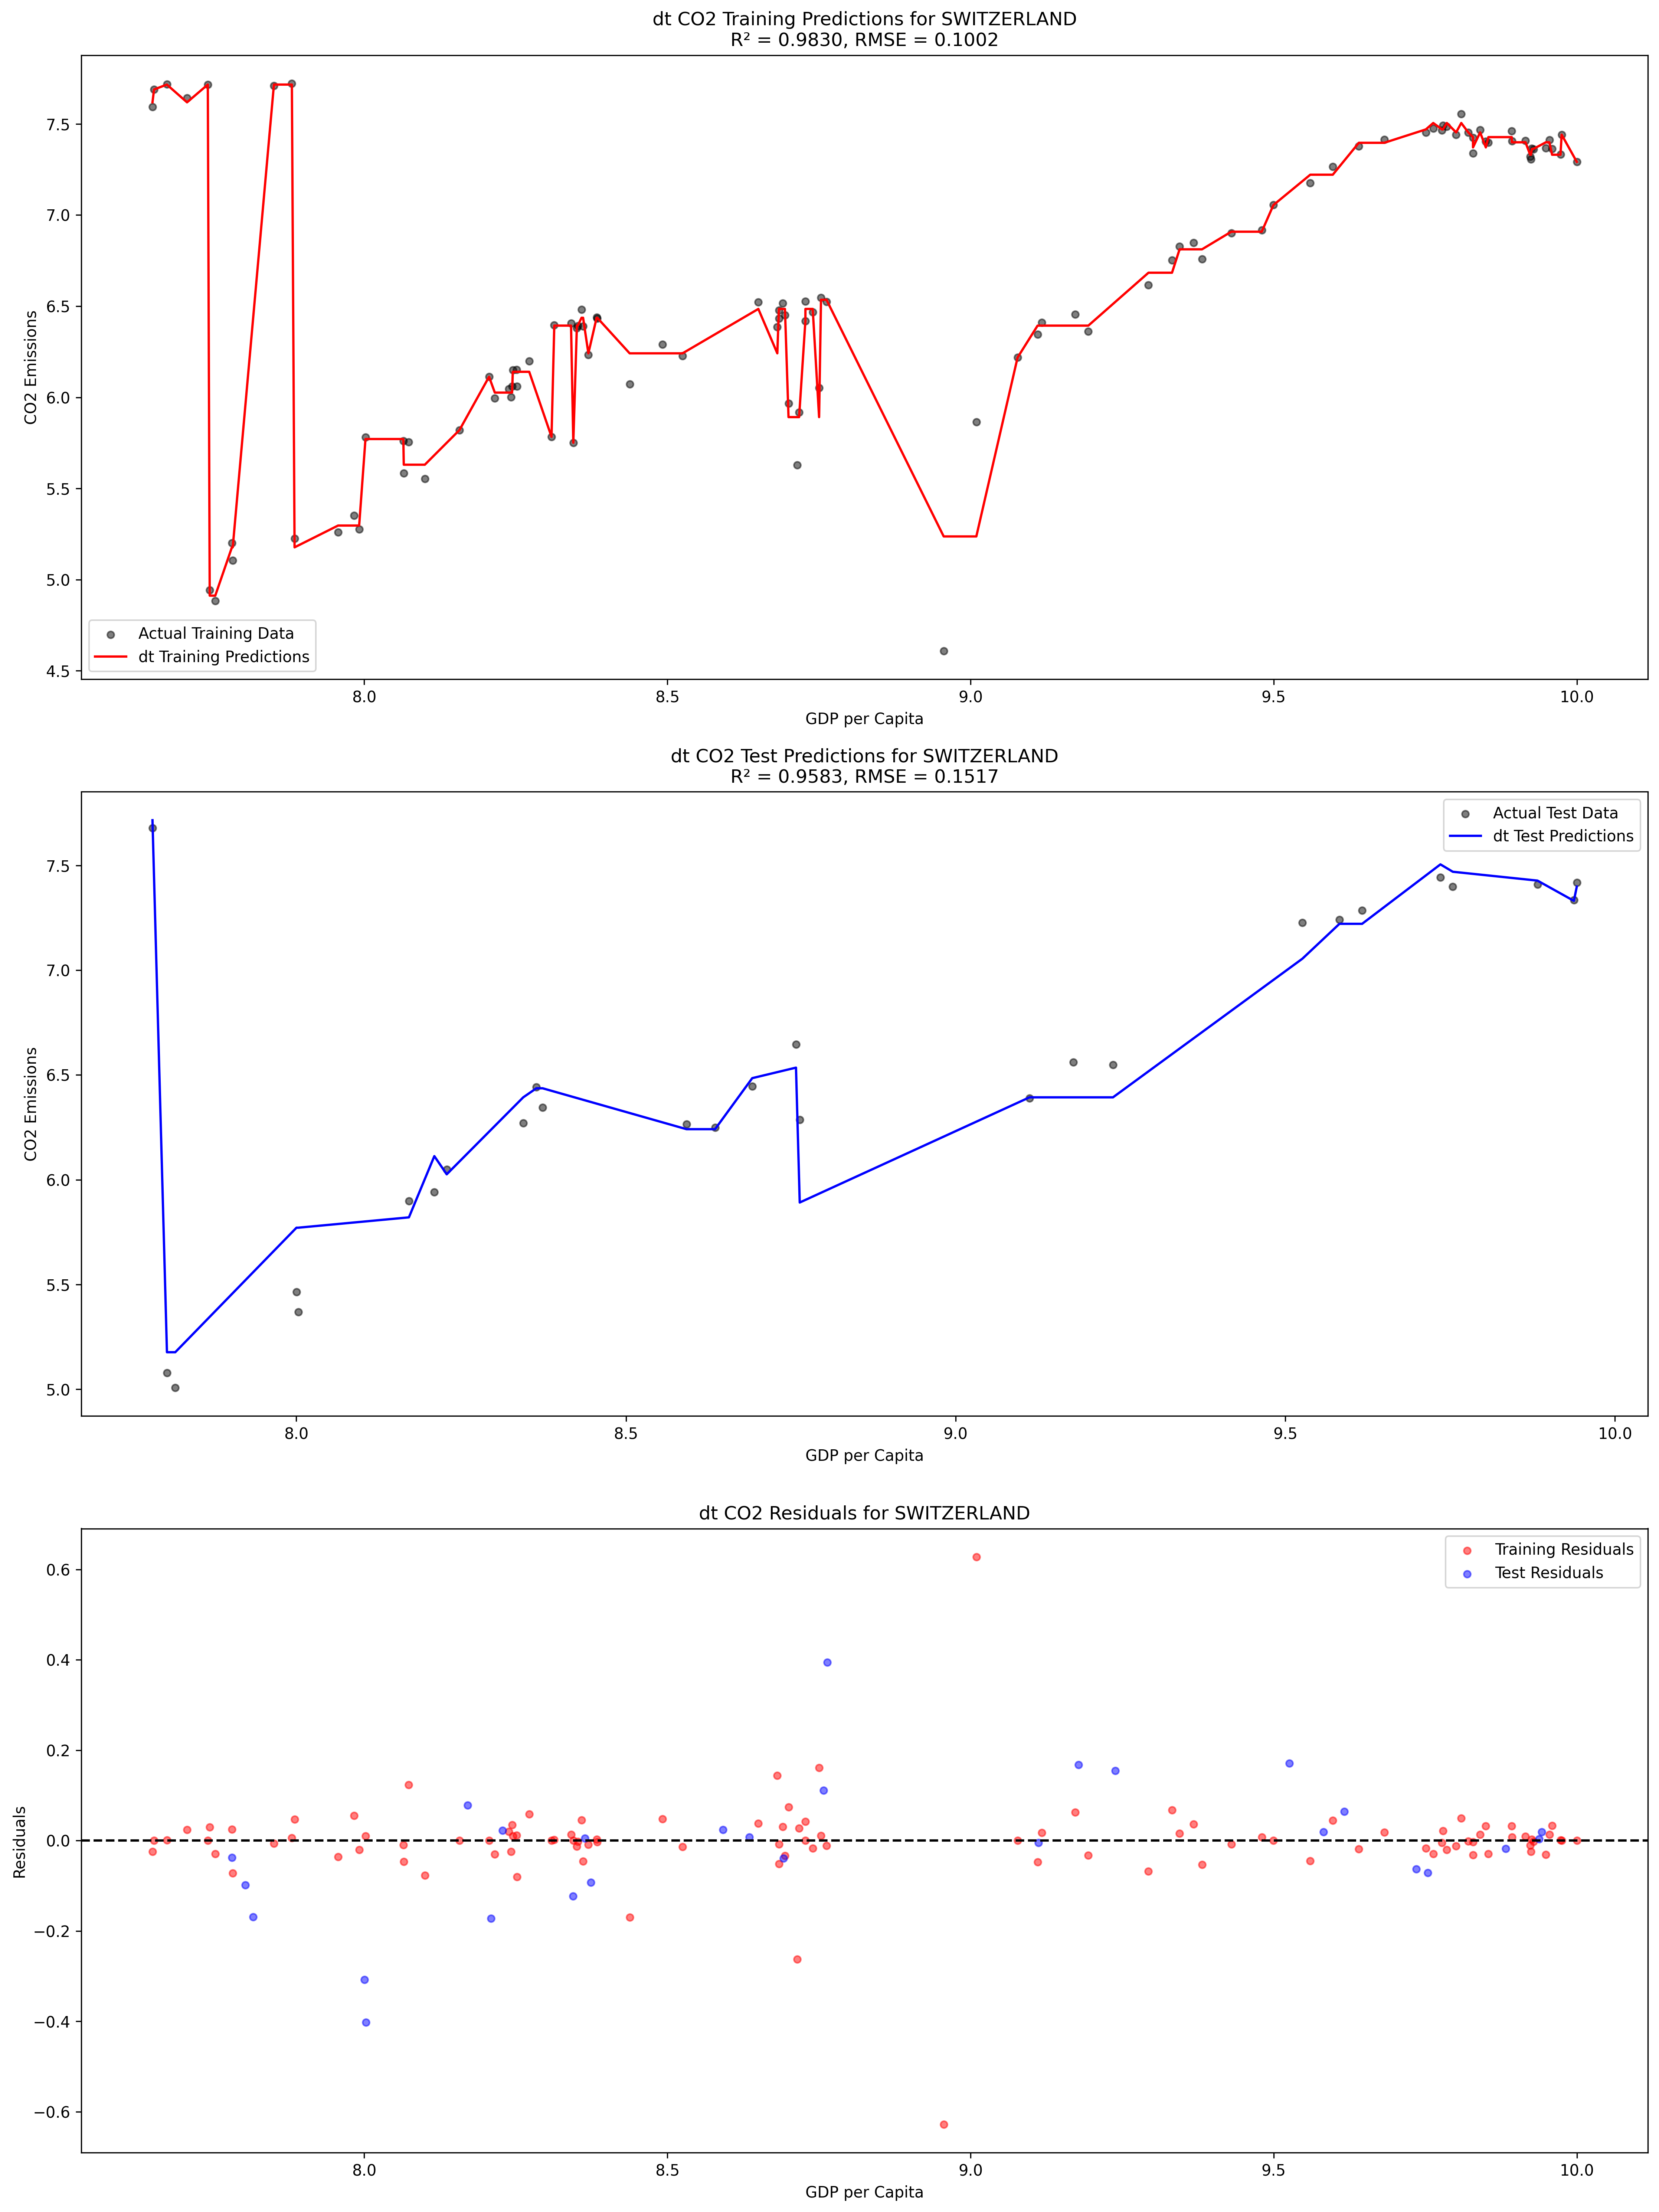 dt CO2 Training Predictions for SWITZERLAND
R² = 0.9830, RMSE = 0.1002
CO2 Emissions
7.5
7.0
6.5
6.0
5.5
5.0
4.5
Actual Training Data
dt Training Predictions
8.0 8.5 9.0 9.5 10.0
GDP per Capita
dt CO2 Test Predictions for SWITZERLAND
R² = 0.9583, RMSE = 0.1517
CO2 Emissions
7.5
7.0
6.5
6.0
5.5
5.0
Actual Test Data
dt Test Predictions
8.0 8.5 9.0 9.5 10.0
GDP per Capita
dt CO2 Residuals for SWITZERLAND
Residuals
0.6
0.4
0.2
0.0
−0.2
−0.4
−0.6
Training Residuals
Test Residuals
8.0 8.5 9.0 9.5 10.0
GDP per Capita